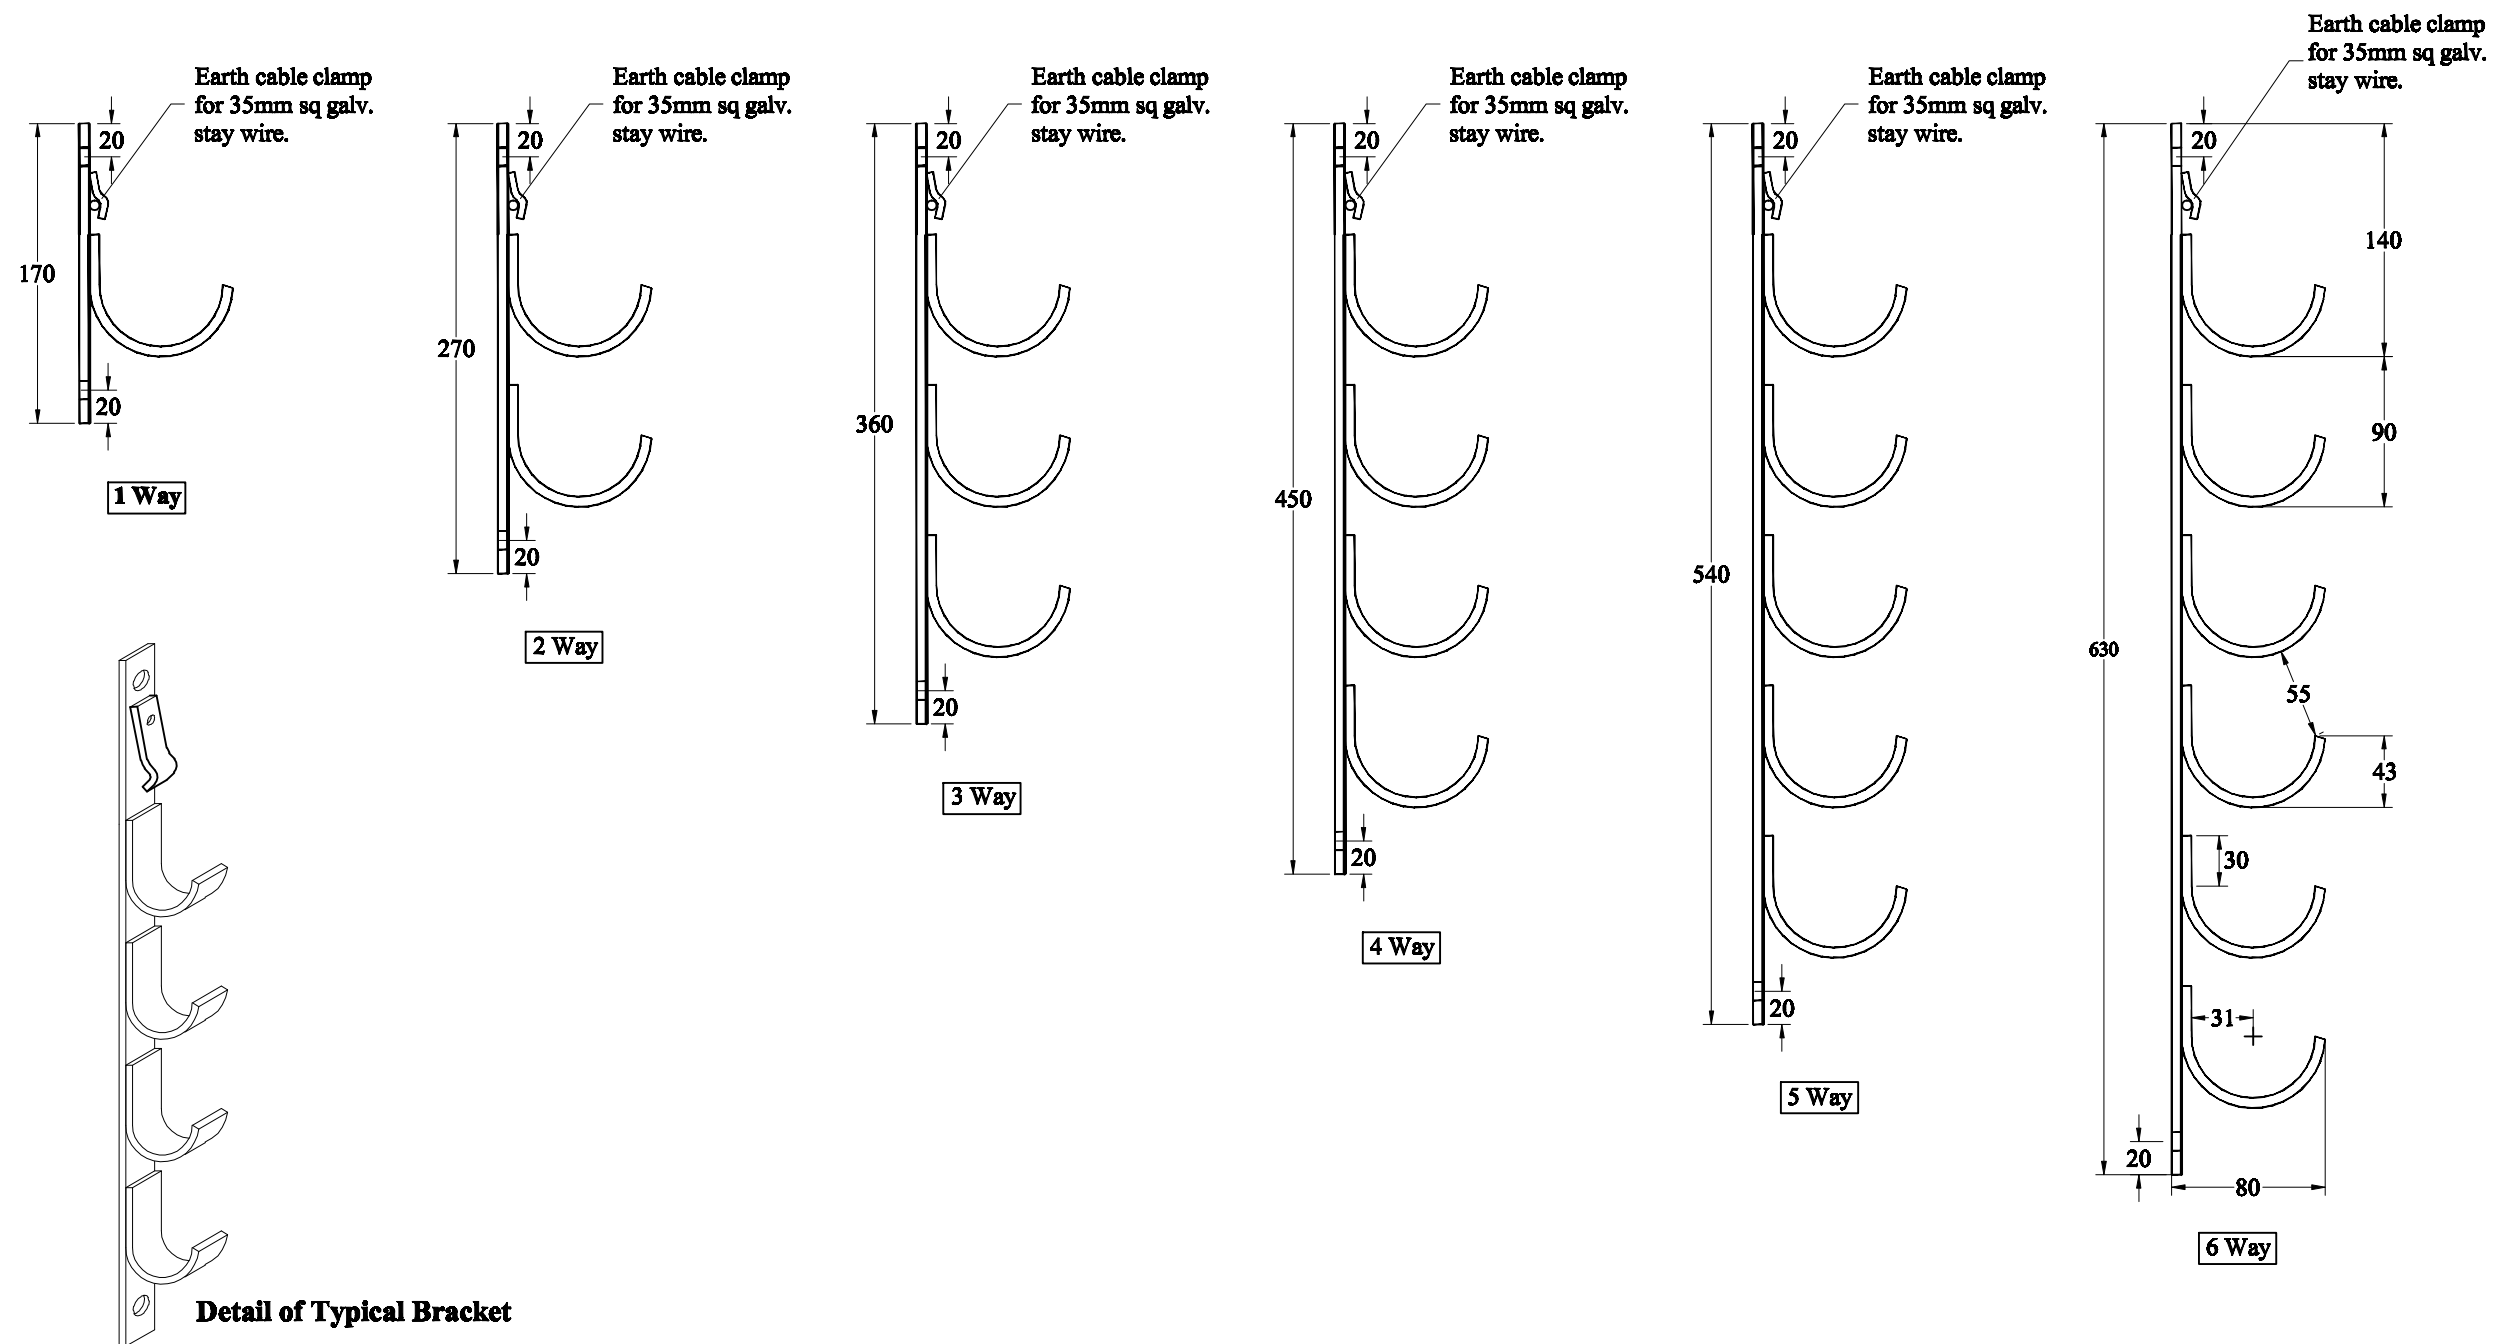 Earth cable clamp
for 35mm sq galv.
stay wire.
20
170
20
1 Way
Earth cable clamp
for 35mm sq galv.
stay wire.
20
270
20
2 Way
Earth cable clamp
for 35mm sq galv.
stay wire.
20
360
20
3 Way
Earth cable clamp
for 35mm sq galv.
stay wire.
20
450
20
4 Way
Earth cable clamp
for 35mm sq galv.
stay wire.
20
540
20
5 Way
Earth cable clamp
for 35mm sq galv.
stay wire.
20
140
90
630
55
43
30
31
20
80
6 Way
Detail of Typical Bracket